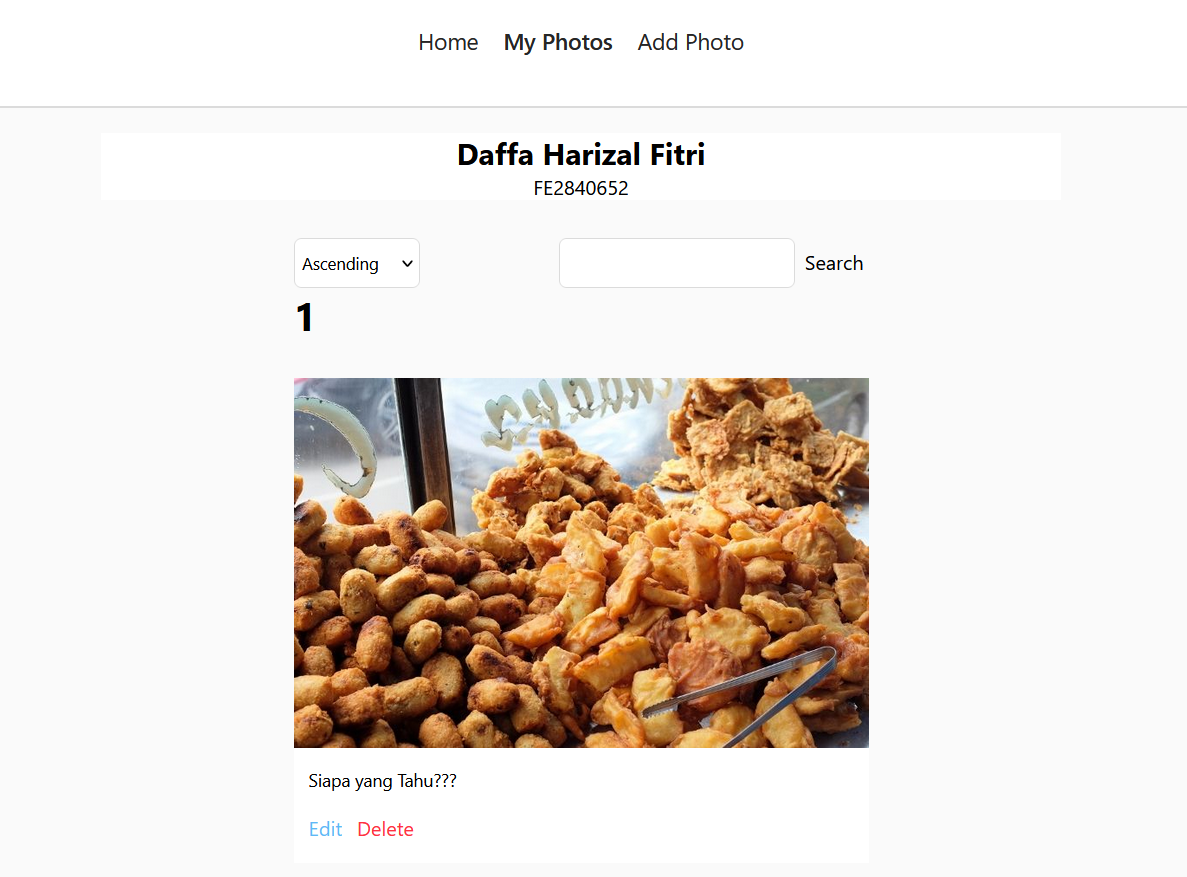 Home My Photos Add Photo
Daffa Harizal Fitri
FE2840652
Ascending Search
1
Siapa yang Tahu???
Edit Delete